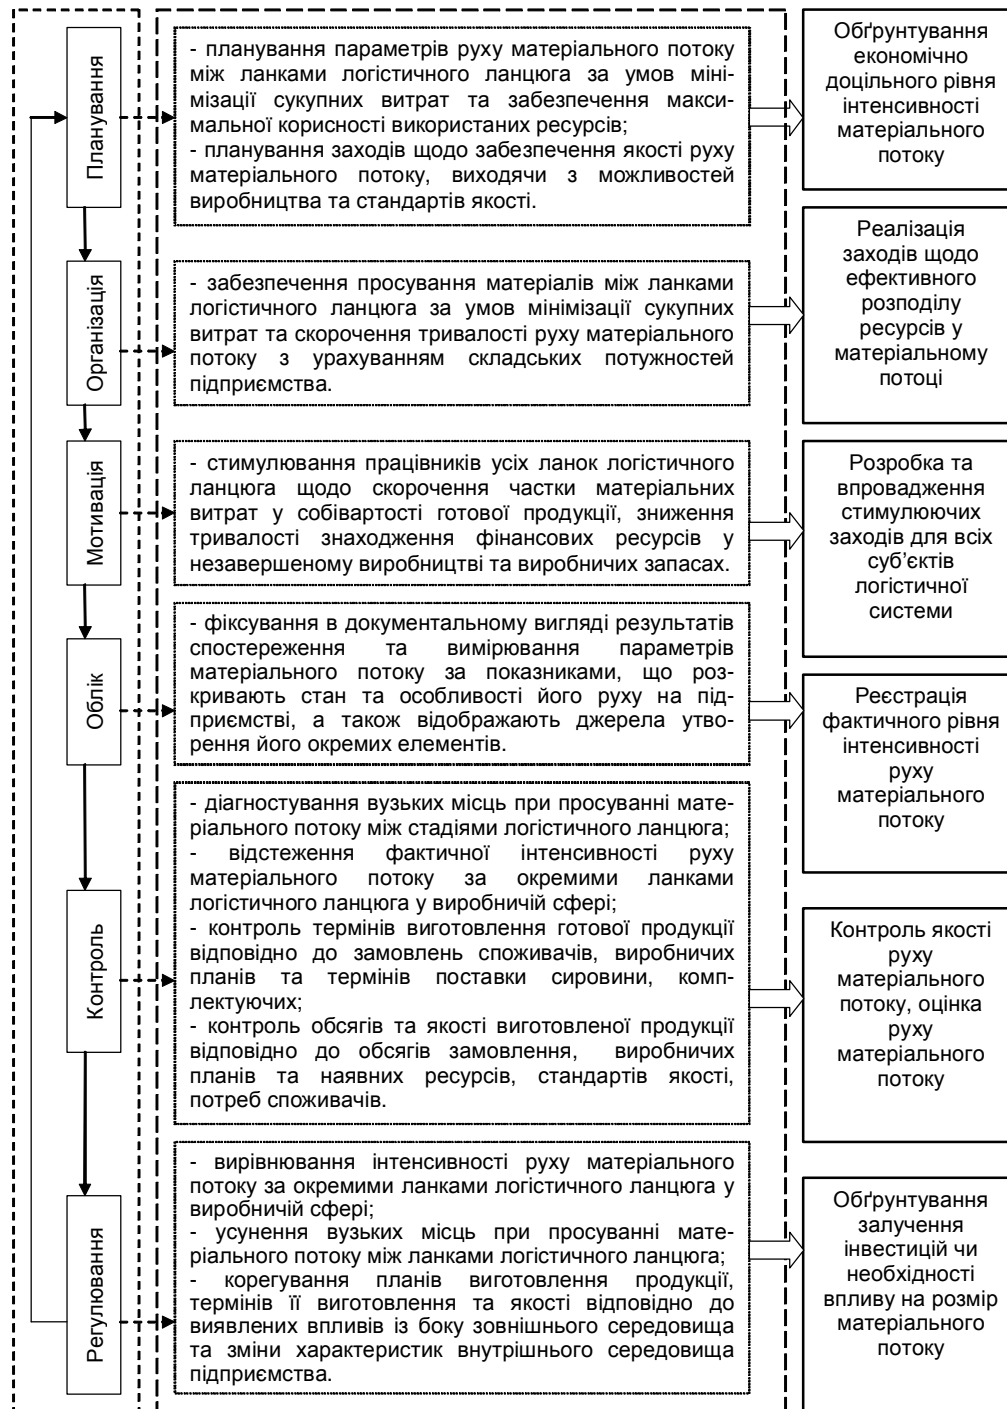 Планування
- планування параметрів руху матеріального потоку
між ланками логістичного ланцюга за умов міні-
мізації сукупних витрат та забезпечення макси-
мальної корисності використаних ресурсів;
- планування заходів щодо забезпечення якості руху
матеріального потоку, виходячи з можливостей
виробництва та стандартів якості.
Обґрунтування
економічно
доцільного рівня
інтенсивності
матеріального
потоку
Організація
- забезпечення просування матеріалів між ланками
логістичного ланцюга за умов мінімізації сукупних
витрат та скорочення тривалості руху матеріального
потоку з урахуванням складських потужностей
підприємства.
Реалізація
заходів щодо
ефективного
розподілу
ресурсів у
матеріальному
потоці
Мотивація
- стимулювання працівників усіх ланок логістичного
ланцюга щодо скорочення частки матеріальних
витрат у собівартості готової продукції, зниження
тривалості знаходження фінансових ресурсів у
незавершеному виробництві та виробничих запасах.
Розробка та
впровадження
стимулюючих
заходів для всіх
суб’єктів
логістичної
системи
Облік
- фіксування в документальному вигляді результатів
спостереження та вимірювання параметрів
матеріального потоку за показниками, що роз-
кривають стан та особливості його руху на під-
приємстві, а також відображають джерела утво-
рення його окремих елементів.
Реєстрація
фактичного рівня
інтенсивності
руху
матеріального
потоку
Контроль
- діагностування вузьких місць при просуванні мате-
ріального потоку між стадіями логістичного ланцюга;
- відстеження фактичної інтенсивності руху
матеріального потоку за окремими ланками
логістичного ланцюга у виробничій сфері;
- контроль термінів виготовлення готової продукції
відповідно до замовлень споживачів, виробничих
планів та термінів поставки сировини, комп-
лектуючих;
- контроль обсягів та якості виготовленої продукції
відповідно до обсягів замовлення, виробничих
планів та наявних ресурсів, стандартів якості,
потреб споживачів.
Контроль якості
руху
матеріального
потоку, оцінка
руху
матеріального
потоку
Регулювання
- вирівнювання інтенсивності руху матеріального
потоку за окремими ланками логістичного ланцюга у
виробничій сфері;
- усунення вузьких місць при просуванні мате-
ріального потоку між ланками логістичного ланцюга;
- корегування планів виготовлення продукції,
термінів її виготовлення та якості відповідно до
виявлених впливів із боку зовнішнього середовища
та зміни характеристик внутрішнього середовища
підприємства.
Обґрунтування
залучення
інвестицій чи
необхідності
впливу на розмір
матеріального
потоку